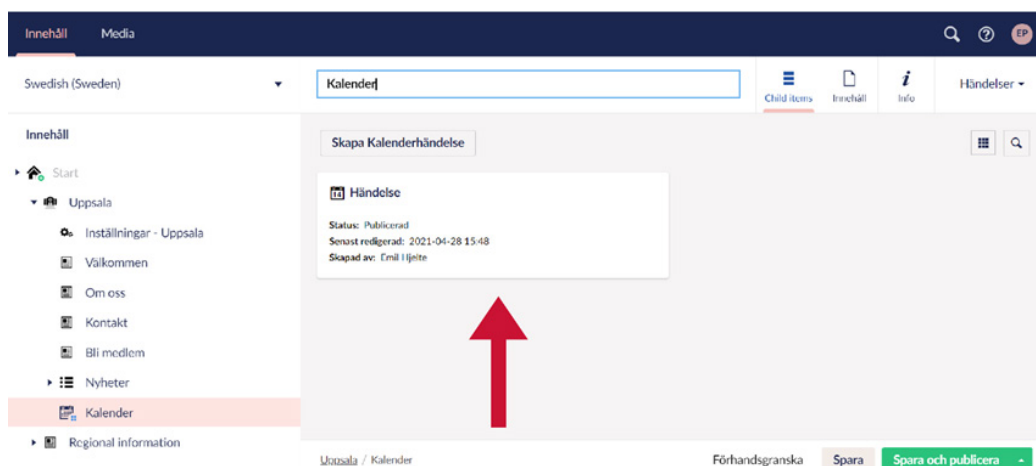 Innehåll Media
EP
Swedish (Sweden)
Kalender
Child items Innehåll Info Händelser
Innehåll
Skapa Kalenderhändelse
Start
Uppsala
Inställningar - Uppsala
Välkommen
Om oss
Kontakt
Bli medlem
Nyheter
Kalender
Regional information
14 Händelse
Status: Publicerad
Senast redigerad: 2021-04-28 15:48
Skapad av: Emil Hjelte
Uppsala / Kalender
Förhandsgranska Spara Spara och publicera